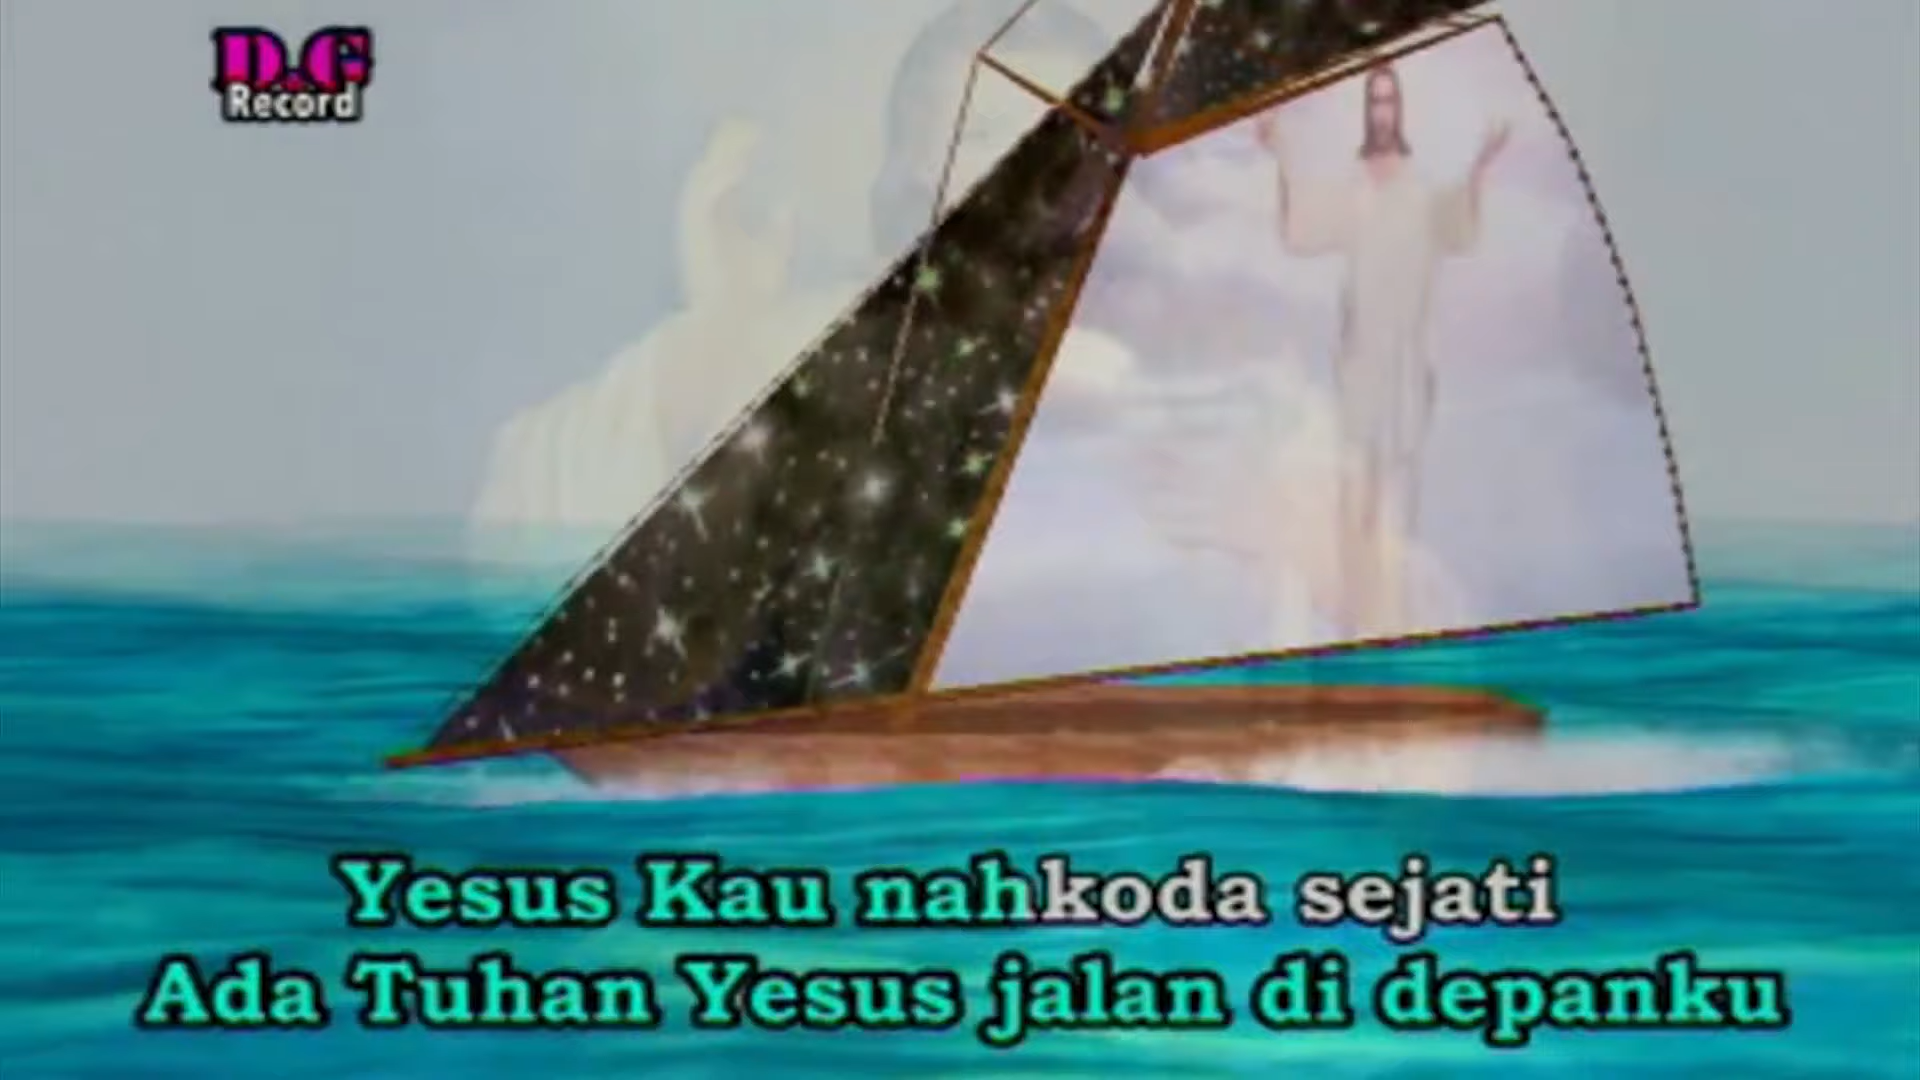 D.G
Record
Yesus Kau nahkoda sejati
Ada Tuhan Yesus jalan di depanku